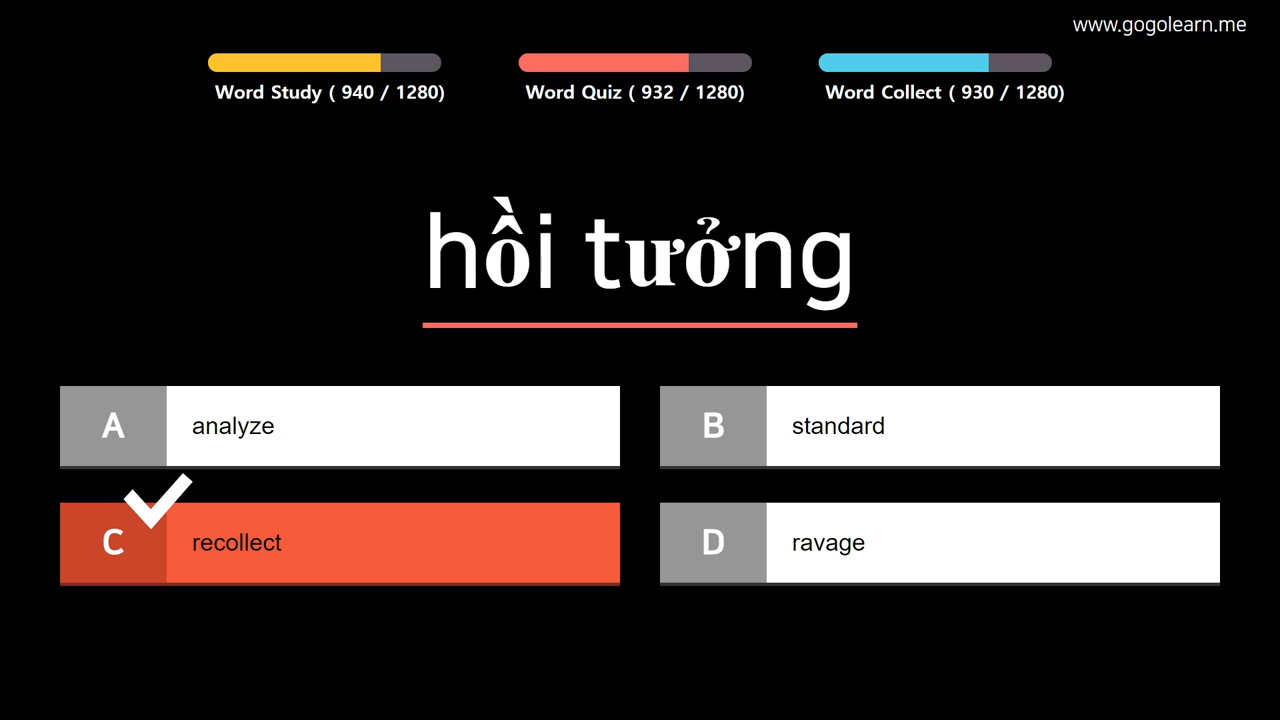 www.gogolearn.me
Word Study ( 940 / 1280)
Word Quiz ( 932 / 1280)
Word Collect ( 930 / 1280)
hồi tưởng
A analyze
B standard
C recollect
D ravage